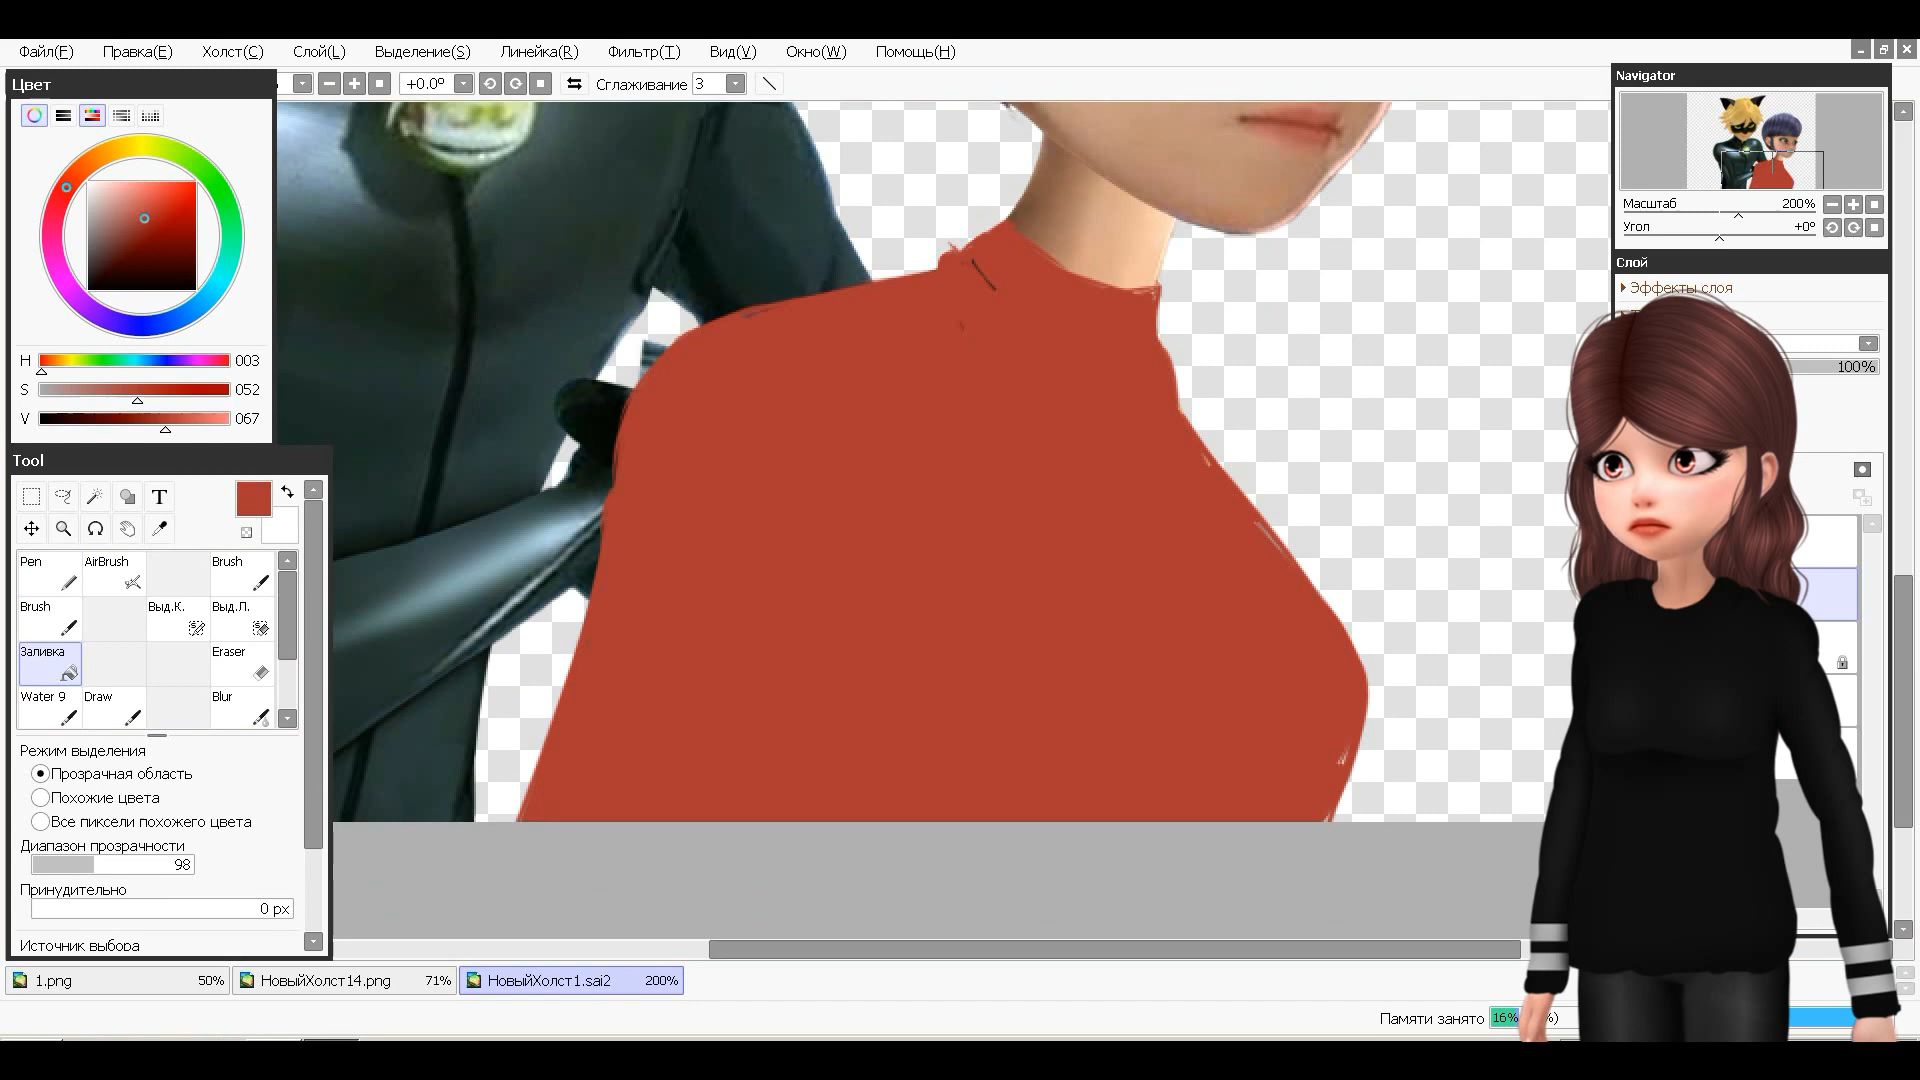 Файл(F) Правка(E) Холст(C) Слой(L) Выделение(S) Линейка(R) Фильтр(T) Вид(V) Окно(W) Помощь(H)
+0.0º Сглаживание 3
Цвет
H 003
S 052
V 067
Tool
T
Pen AirBrush Brush
Brush Выд.К. Выд.Л.
Заливка Eraser
Water 9 Draw Blur
Режим выделения
Прозрачная область
Похожие цвета
Все пиксели похожего цвета
Диапазон прозрачности
98
Принудительно
0 px
Источник выбора
Navigator
Масштаб 200%
Угол +0º
Слой
Эффекты слоя
100%
1.png 50% НовыйХолст14.png 71% НовыйХолст1.sai2 200%
Памяти занято 16% %)